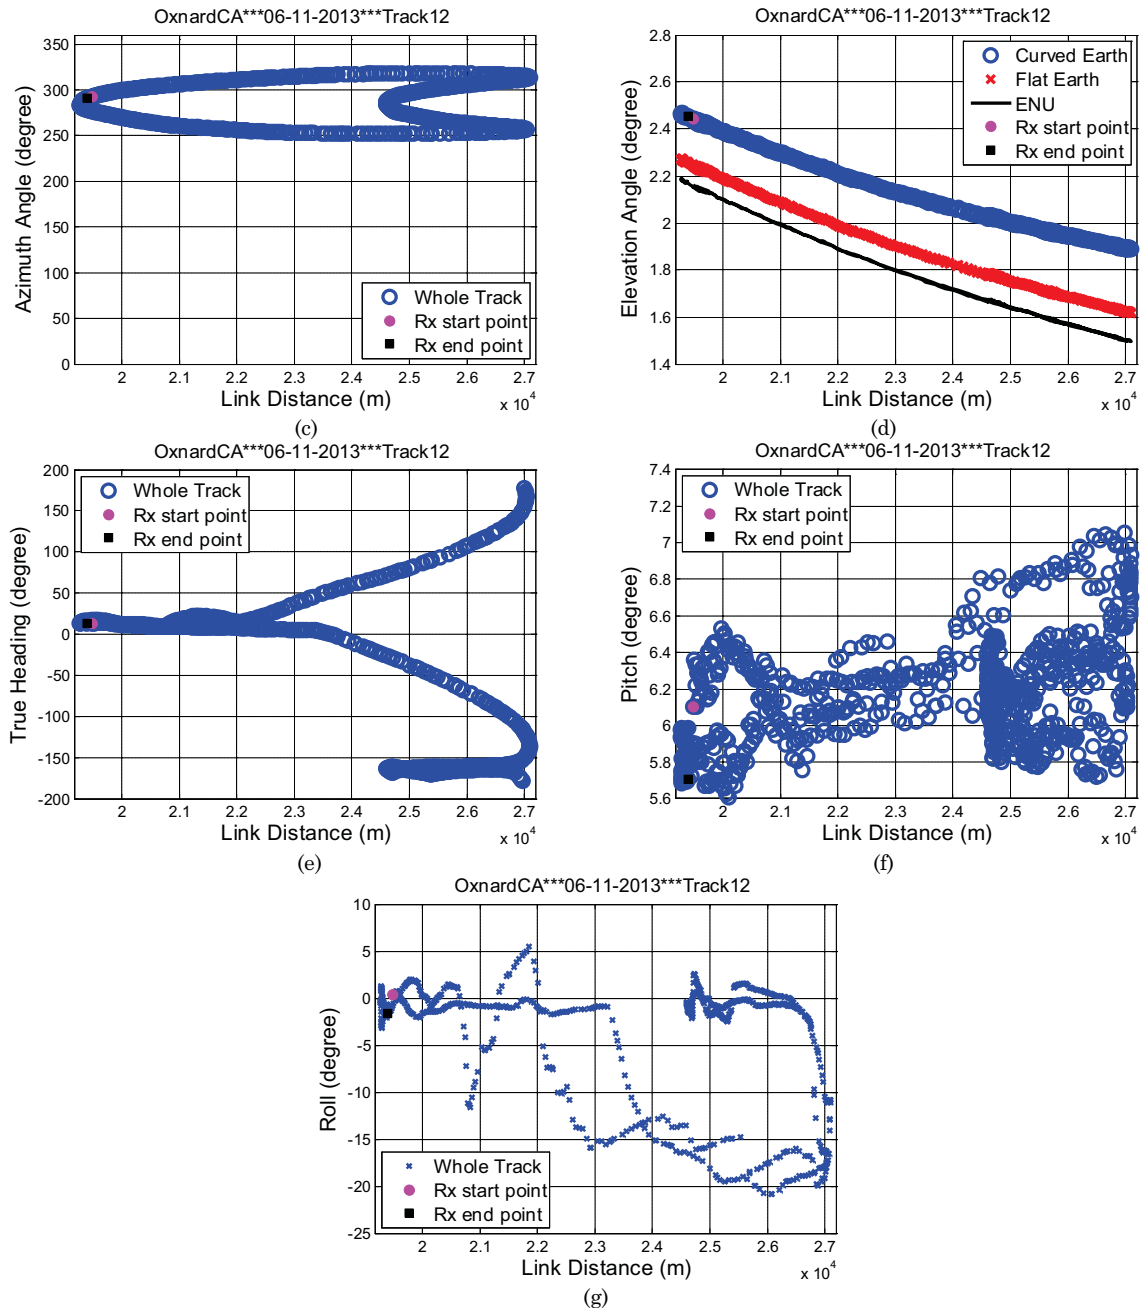 OxnardCA***06-11-2013***Track12
350
300
250
200
150
100
50
0
Azimuth Angle (degree)
Whole Track
Rx start point
Rx end point
2 2.1 2.2 2.3 2.4 2.5 2.6 2.7
Link Distance (m)
x 10^4
(c)
OxnardCA***06-11-2013***Track12
2.8
2.6
2.4
2.2
2
1.8
1.6
1.4
Elevation Angle (degree)
Curved Earth
Flat Earth
ENU
Rx start point
Rx end point
2 2.1 2.2 2.3 2.4 2.5 2.6 2.7
Link Distance (m)
x 10^4
(d)
OxnardCA***06-11-2013***Track12
200
150
100
50
0
-50
-100
-150
-200
True Heading (degree)
Whole Track
Rx start point
Rx end point
2 2.1 2.2 2.3 2.4 2.5 2.6 2.7
Link Distance (m)
x 10^4
(e)
OxnardCA***06-11-2013***Track12
7.4
7.2
7
6.8
6.6
6.4
6.2
6
5.8
5.6
Pitch (degree)
Whole Track
Rx start point
Rx end point
2 2.1 2.2 2.3 2.4 2.5 2.6 2.7
Link Distance (m)
x 10^4
(f)
OxnardCA***06-11-2013***Track12
10
5
0
-5
-10
-15
-20
-25
Roll (degree)
Whole Track
Rx start point
Rx end point
2 2.1 2.2 2.3 2.4 2.5 2.6 2.7
Link Distance (m)
x 10^4
(g)